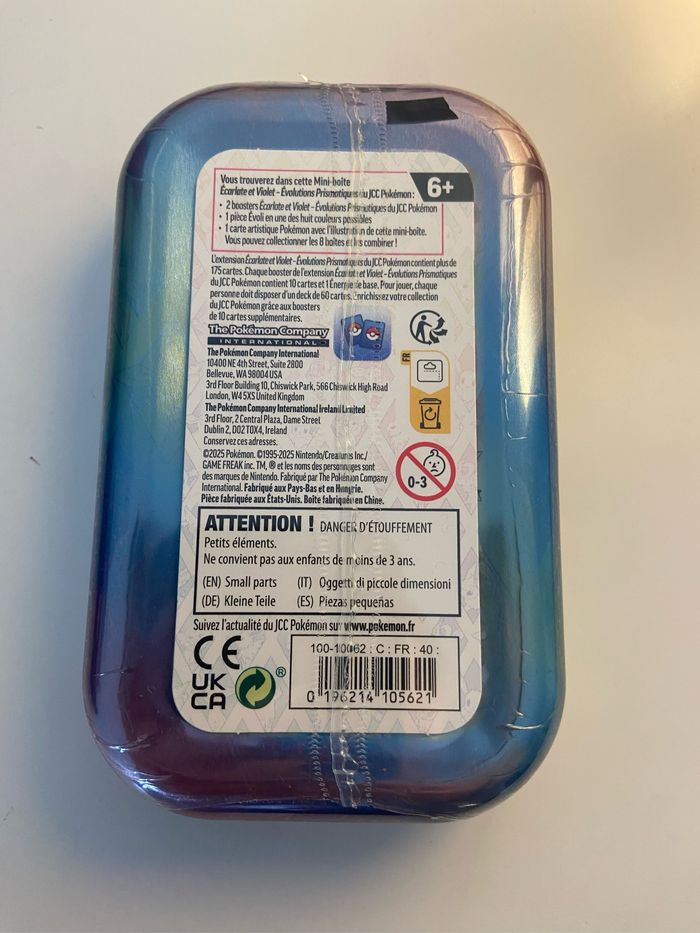 Vous trouverez dans cette Mini-boîte
Écarlate et Violet – Évolutions Prismatiques du JCC Pokémon :
6+
• 2 boosters Écarlate et Violet – Évolutions Prismatiques du JCC Pokémon
• 1 pièce Évoli en une des huit couleurs possibles
• 1 carte artistique Pokémon avec l'illustration de cette mini-boîte.
Vous pouvez collectionner les 8 boîtes et les combiner !
L'extension Écarlate et Violet – Évolutions Prismatiques du JCC Pokémon contient plus de
175 cartes. Chaque booster de l'extension Écarlate et Violet – Évolutions Prismatiques
du JCC Pokémon contient 10 cartes et 1 Énergie de base. Pour jouer, chaque
personne doit disposer d'un deck de 60 cartes. Enrichissez votre collection
du JCC Pokémon grâce aux boosters
de 10 cartes supplémentaires.
The Pokémon Company
INTERNATIONAL
The Pokémon Company International
10400 NE 4th Street, Suite 2800
Bellevue, WA 98004 USA
3rd Floor Building 10, Chiswick Park, 566 Chiswick High Road
London, W4 5XS United Kingdom
The Pokémon Company International Ireland Limited
3rd Floor, 2 Central Plaza, Dame Street
Dublin 2, D02 T0X4, Ireland
Conservez ces adresses.
FR
©2025 Pokémon. ©1995-2025 Nintendo/Creatures Inc./
GAME FREAK inc. TM, ® et les noms des personnages sont
des marques de Nintendo. Fabriqué par The Pokémon Company
International. Fabriqué aux Pays-Bas et en Hongrie.
Pièce fabriquée aux États-Unis. Boîte fabriquée en Chine.
0-3
ATTENTION ! DANGER D'ÉTOUFFEMENT
Petits éléments.
Ne convient pas aux enfants de moins de 3 ans.
(EN) Small parts (IT) Oggetti di piccole dimensioni
(DE) Kleine Teile (ES) Piezas pequeñas
Suivez l'actualité du JCC Pokémon sur www.pokemon.fr
CE
UK
CA
®
100-10062 : C : FR : 40 :
0 196214 105621